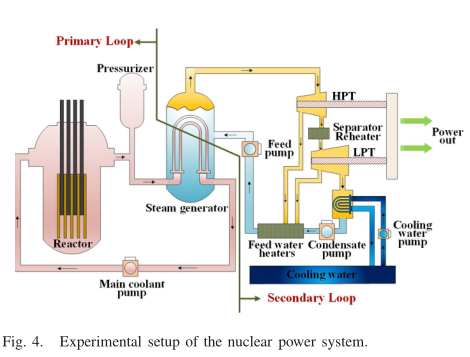 Primary Loop
Pressurizer
HPT
Separator
Reheater
Power
out
Feed
pump
LPT
Steam generator
Reactor
Feed water
heaters
Condensate
pump
Cooling
water
pump
Cooling water
Main coolant
pump
Secondary Loop
Fig. 4. Experimental setup of the nuclear power system.